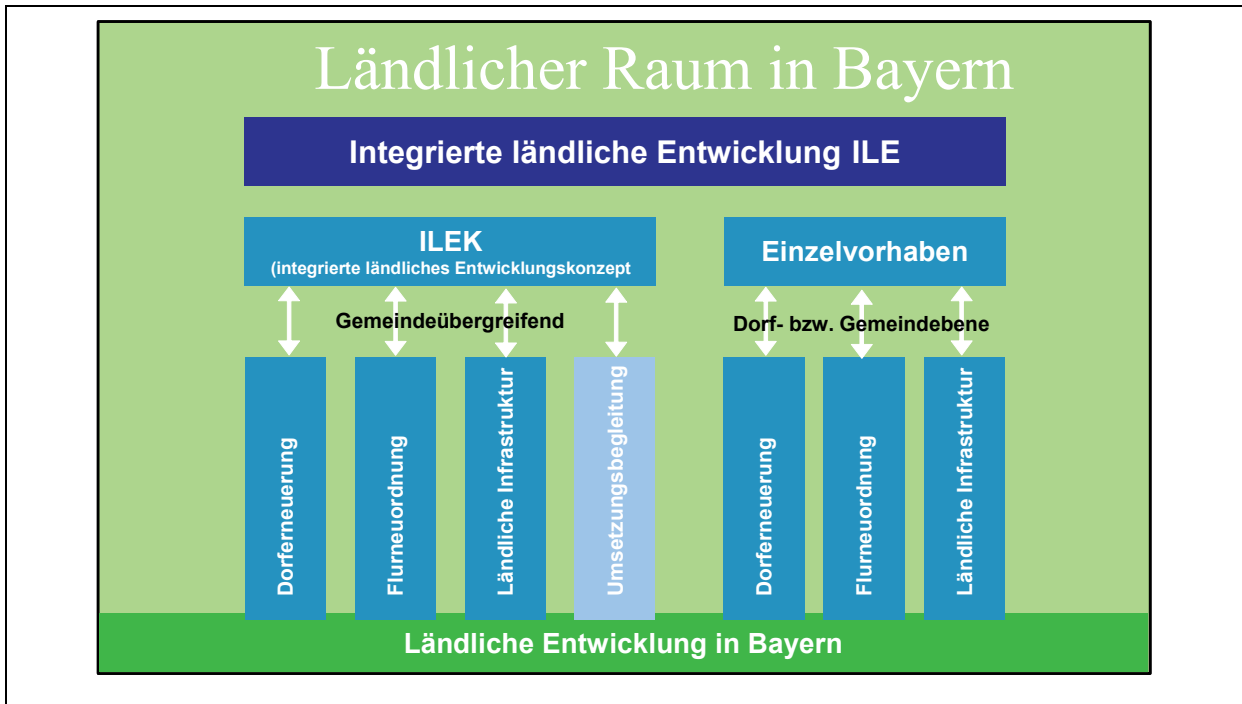 Ländlicher Raum in Bayern
Integrierte ländliche Entwicklung ILE
ILEK
(integrierte ländliches Entwicklungskonzept
Einzelvorhaben
Gemeindeübergreifend
Dorf- bzw. Gemeindebene
Dorferneuerung
Flurneuordnung
Ländliche Infrastruktur
Umsetzungsbegleitung
Dorferneuerung
Flurneuordnung
Ländliche Infrastruktur
Ländliche Entwicklung in Bayern